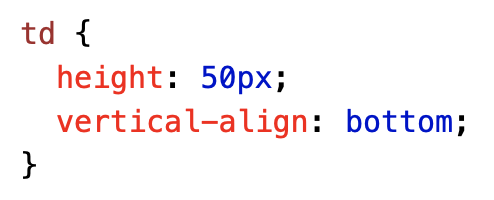 td {
  height: 50px;
  vertical-align: bottom;
}